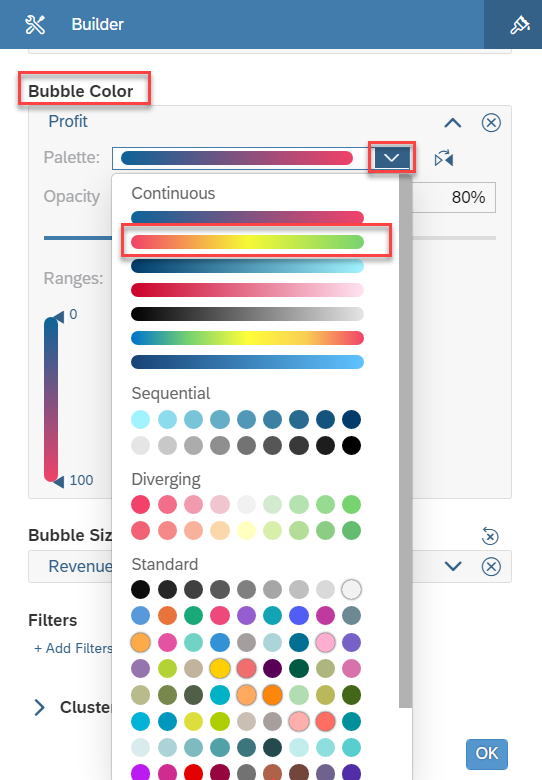 Builder
Bubble Color
Profit
Palette:
Continuous
Opacity
80%
Ranges:
0
100
Sequential
Diverging
Bubble Siz
Revenue
Standard
Filters
+ Add Filters
Cluste
OK